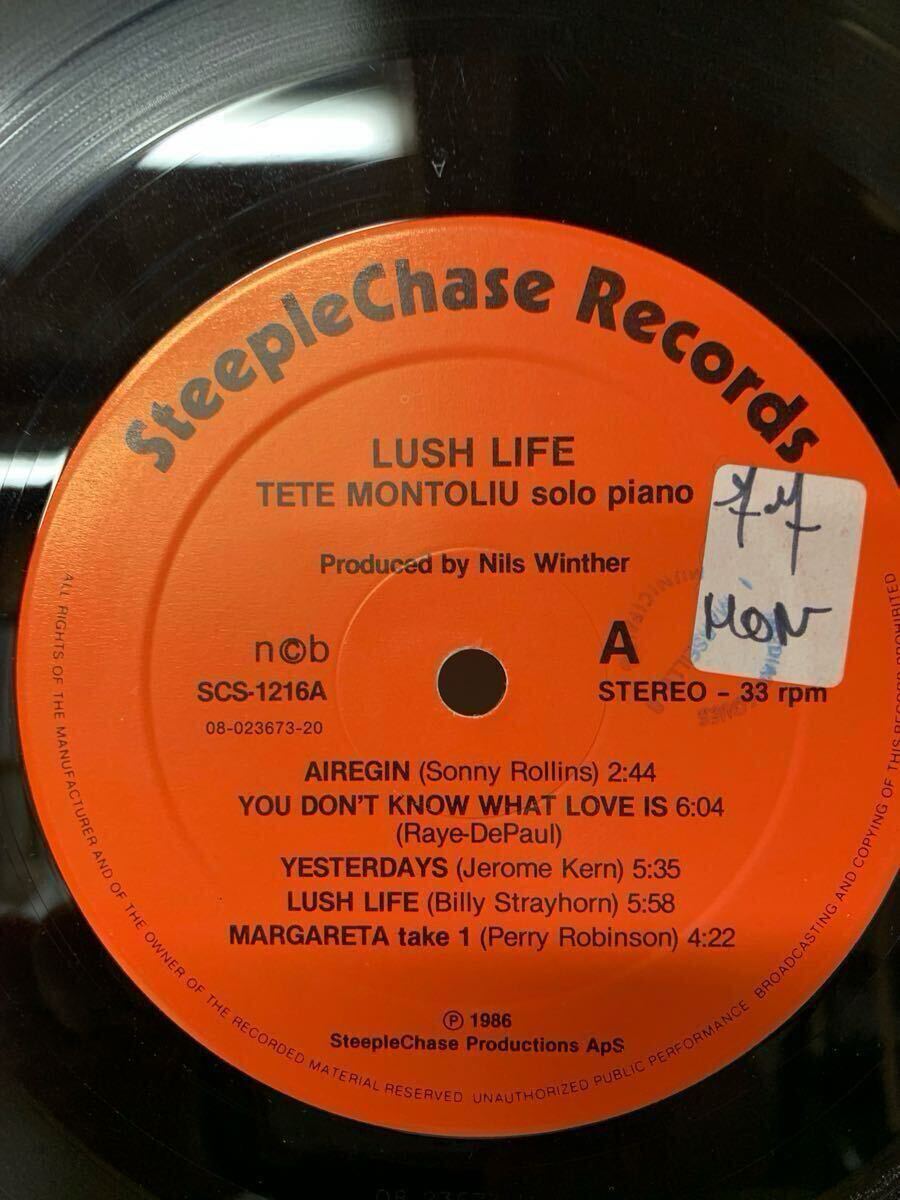 A
SteepleChase Records
LUSH LIFE
TETE MONTOLIU solo piano
Produced by Nils Winther
MON
n©b
A
SCS-1216A
STEREO - 33 rpm
08-023673-20
AIREGIN (Sonny Rollins) 2:44
YOU DON'T KNOW WHAT LOVE IS 6:04
(Raye-DePaul)
YESTERDAYS (Jerome Kern) 5:35
LUSH LIFE (Billy Strayhorn) 5:58
MARGARETA take 1 (Perry Robinson) 4:22
℗ 1986
SteepleChase Productions ApS
ALL RIGHTS OF THE MANUFACTURER AND OF THE OWNER OF THE RECORDED MATERIAL RESERVED UNAUTHORIZED PUBLIC PERFORMANCE BROADCASTING AND COPYING OF THIS RECORD PROHIBITED